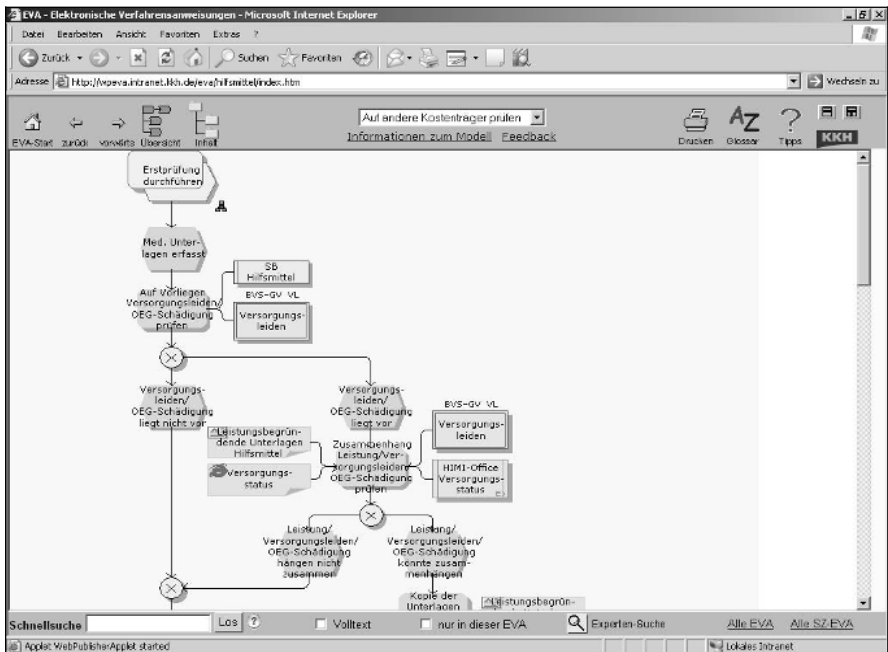 EVA - Elektronische Verfahrensanweisungen - Microsoft Internet Explorer
Datei Bearbeiten Ansicht Favoriten Extras ?
Zurück Suchen Favoriten
Adresse http://wpeva.intranet.kkh.de/eva/hilfsmittel/index.htm Wechseln zu
Auf andere Kostenträger prüfen
Informationen zum Modell Feedback
EVA-Start zurück vorwärts Übersicht Inhalt
Drucken Glossar Tipps KKH
Erstprüfung
durchführen
Med. Unter-
lagen erfasst
SB
Hilfsmittel
Auf Vorliegen
Versorgungsleiden/
OEG-Schädigung
prüfen
BVS-GV VL
Versorgungs-
leiden
Versorgungs-
leiden/
OEG-Schädigung
liegt nicht vor
Versorgungs-
leiden/
OEG-Schädigung
liegt vor
BVS-GV VL
Versorgungs-
leiden
Leistungsbegrün-
dende Unterlagen
Hilfsmittel
Versorgungs-
status
Zusammenhang
Leistung/Ver-
sorgungsleiden/
OEG-Schädigung
prüfen
HIMI-Office
Versorgungs-
status
Leistung/
Versorgungsleiden/
OEG-Schädigung
hängen nicht
zusammen
Leistung/
Versorgungsleiden/
OEG-Schädigung
könnte zusam-
menhängen
Kopie der
Unterlagen
Leistungsbegrün-
Schnellsuche Los ? Volltext nur in dieser EVA Experten-Suche Alle EVA Alle SZ-EVA
Applet WebPublisherApplet started Lokales Intranet